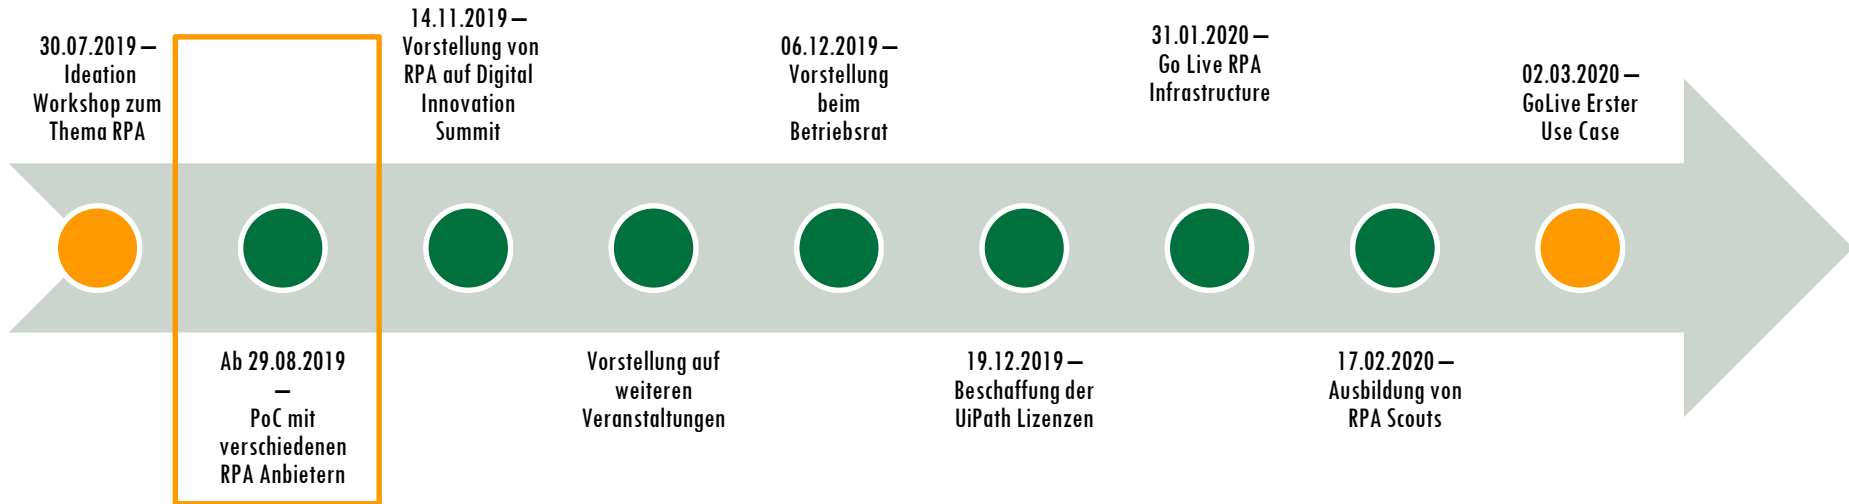 30.07.2019 –
Ideation
Workshop zum
Thema RPA
Ab 29.08.2019
–
PoC mit
verschiedenen
RPA Anbietern
14.11.2019 –
Vorstellung von
RPA auf Digital
Innovation
Summit
Vorstellung auf
weiteren
Veranstaltungen
06.12.2019 –
Vorstellung
beim
Betriebsrat
19.12.2019 –
Beschaffung der
UiPath Lizenzen
31.01.2020 –
Go Live RPA
Infrastructure
17.02.2020 –
Ausbildung von
RPA Scouts
02.03.2020 –
GoLive Erster
Use Case